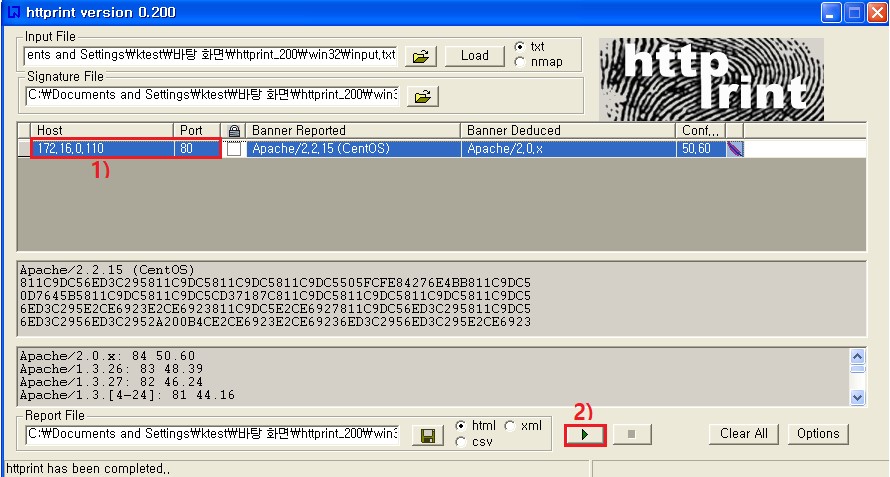 httprint version 0.200
Input File
ents and Settings₩ktest₩바탕 화면₩httprint_200₩win32₩input,txt
Load
txt
nmap
Signature File
C:₩Documents and Settings₩ktest₩바탕 화면₩httprint_200₩win3
http
print
Host Port Banner Reported Banner Deduced Conf...
172,16,0,110 80 Apache/2,2,15 (CentOS) Apache/2,0,x 50,60
1)
Apache/2.2.15 (CentOS)
811C9DC56ED3C295811C9DC5811C9DC5811C9DC5505FCFE84276E4BB811C9DC5
0D7645B5811C9DC5811C9DC5CD37187C811C9DC5811C9DC5811C9DC5811C9DC5
6ED3C295E2CE6923E2CE6923811C9DC5E2CE6927811C9DC56ED3C295811C9DC5
6ED3C2956ED3C2952A200B4CE2CE6923E2CE69236ED3C2956ED3C295E2CE6923
Apache/2.0.x: 84 50.60
Apache/1.3.26: 83 48.39
Apache/1.3.27: 82 46.24
Apache/1.3.[4-24]: 81 44.16
Report File
C:₩Documents and Settings₩ktest₩바탕 화면₩httprint_200₩win3
html
xml
csv
2)
Clear All
Options
httprint has been completed,,